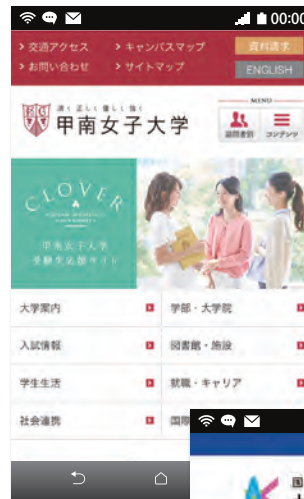 00:00
> 交通アクセス > キャンパスマップ 資料請求
> お問い合わせ > サイトマップ ENGLISH
清く 正しく 優しく 強く
甲南女子大学
MENU
訪問者別 コンテンツ
CLOVER
甲南女子大学
受験生応援サイト
大学案内 学部・大学院
入試情報 図書館・施設
学生生活 就職・キャリア
社会連携 国際